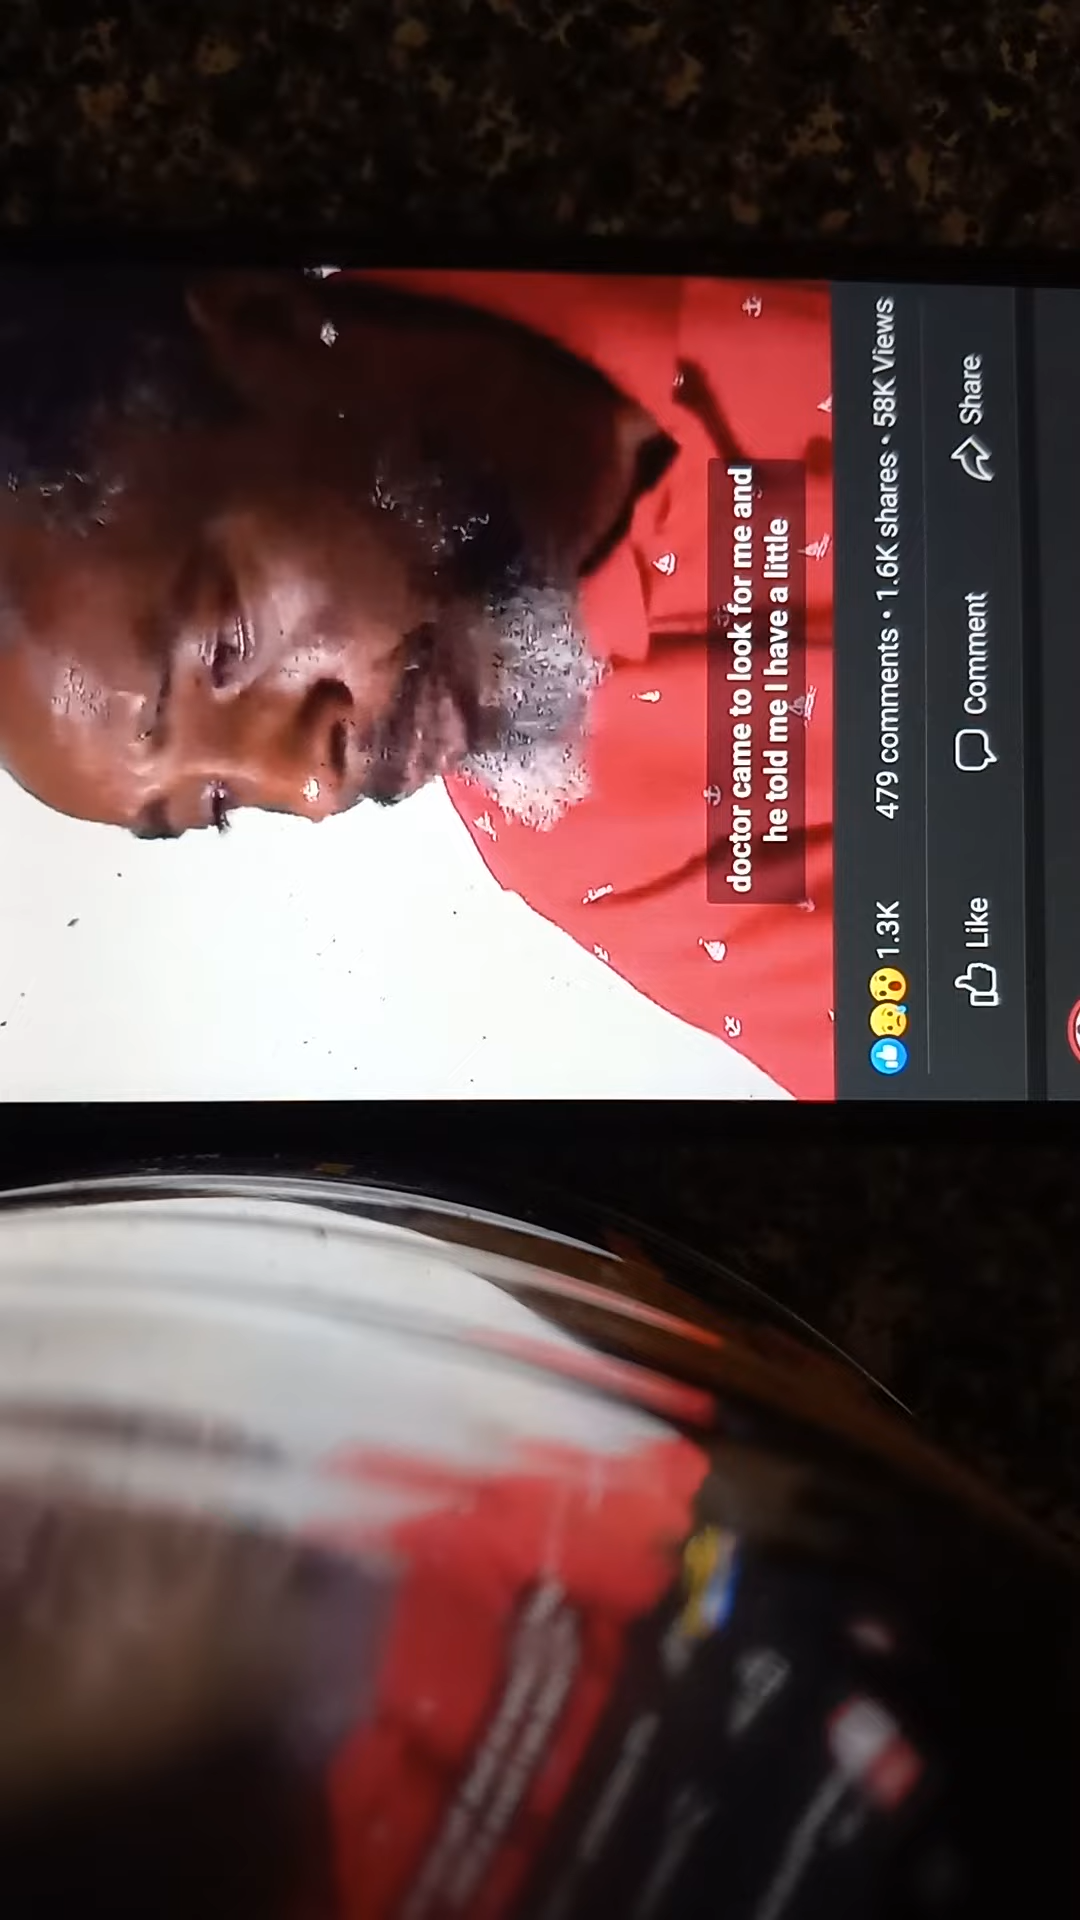 doctor came to look for me and
he told me I have a little
1.3K 479 comments • 1.6K shares • 58K Views
Like Comment Share